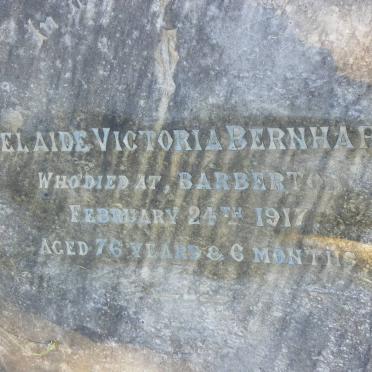 ELAIDE VICTORIA BERNHAR
WHO DIED AT, BARBERTO
FEBRUARY 24TH 1917
AGED 76 YEARS & 6 MONTHS